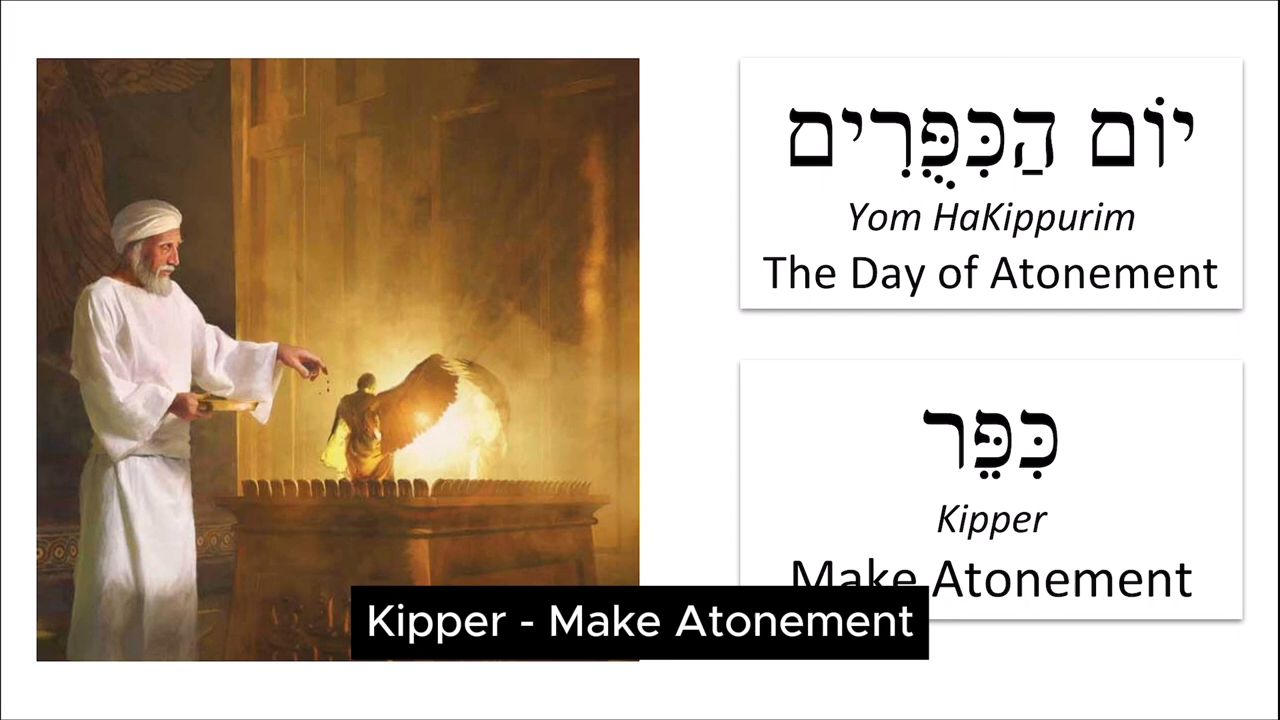 יוֹם הַכִּפֻּרִים
Yom HaKippurim
The Day of Atonement
כִּפֵּר
Kipper
Make Atonement
Kipper - Make Atonement